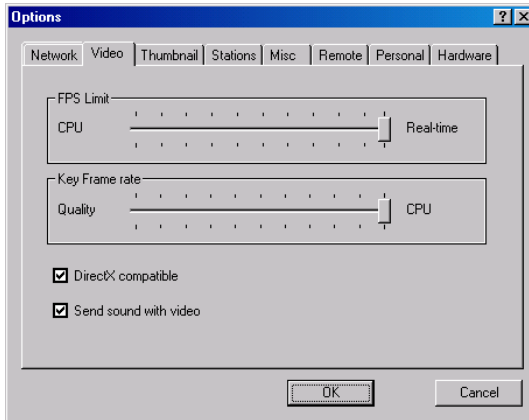 Options
Network Video Thumbnail Stations Misc Remote Personal Hardware
FPS Limit
CPU Real-time
Key Frame rate
Quality CPU
DirectX compatible
Send sound with video
OK Cancel